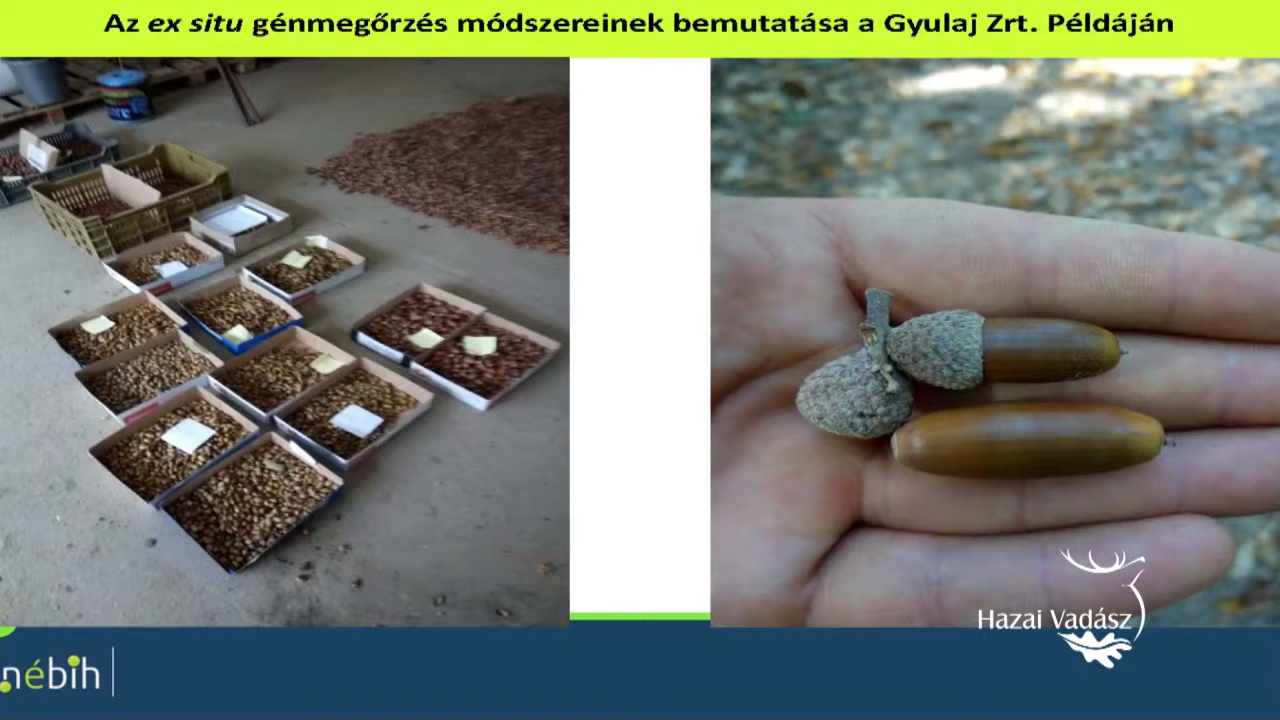 Az ex situ génmegőrzés módszereinek bemutatása a Gyulaj Zrt. Példáján
Hazai Vadász
nébih